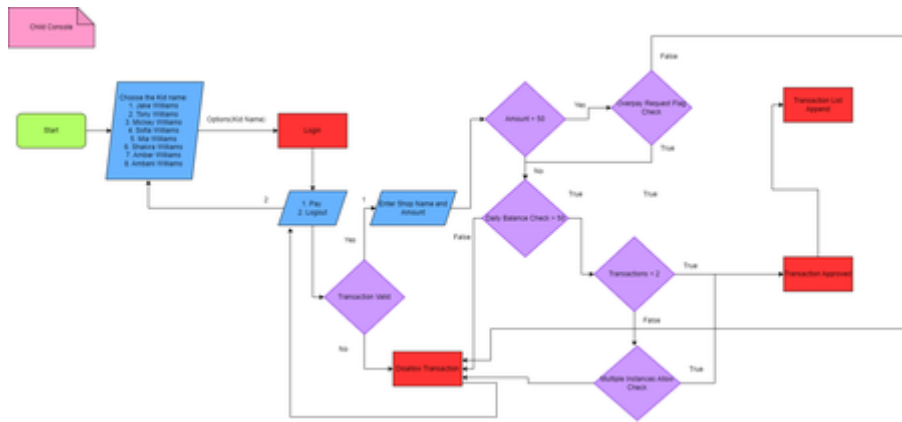 Child Console
Start
Choose the Kid name
1. Jake Williams
2. Tony Williams
3. Mickey Williams
4. Sofia Williams
5. Mia Williams
6. Shakira Williams
7. Amber Williams
8. Ambani Williams
Options(Kid Name)
Login
2
1. Pay
2. Logout
1
Enter Shop Name and
Amount
Yes
Transaction Valid
No
Disallow Transaction
Amount > 50
Yes
Overpay Request Flag
Check
False
True
No
Daily Balance Check > 50
False
True
True
Transactions < 2
True
False
Multiple Instances Allow
Check
True
Transaction Approved
Transaction List
Append